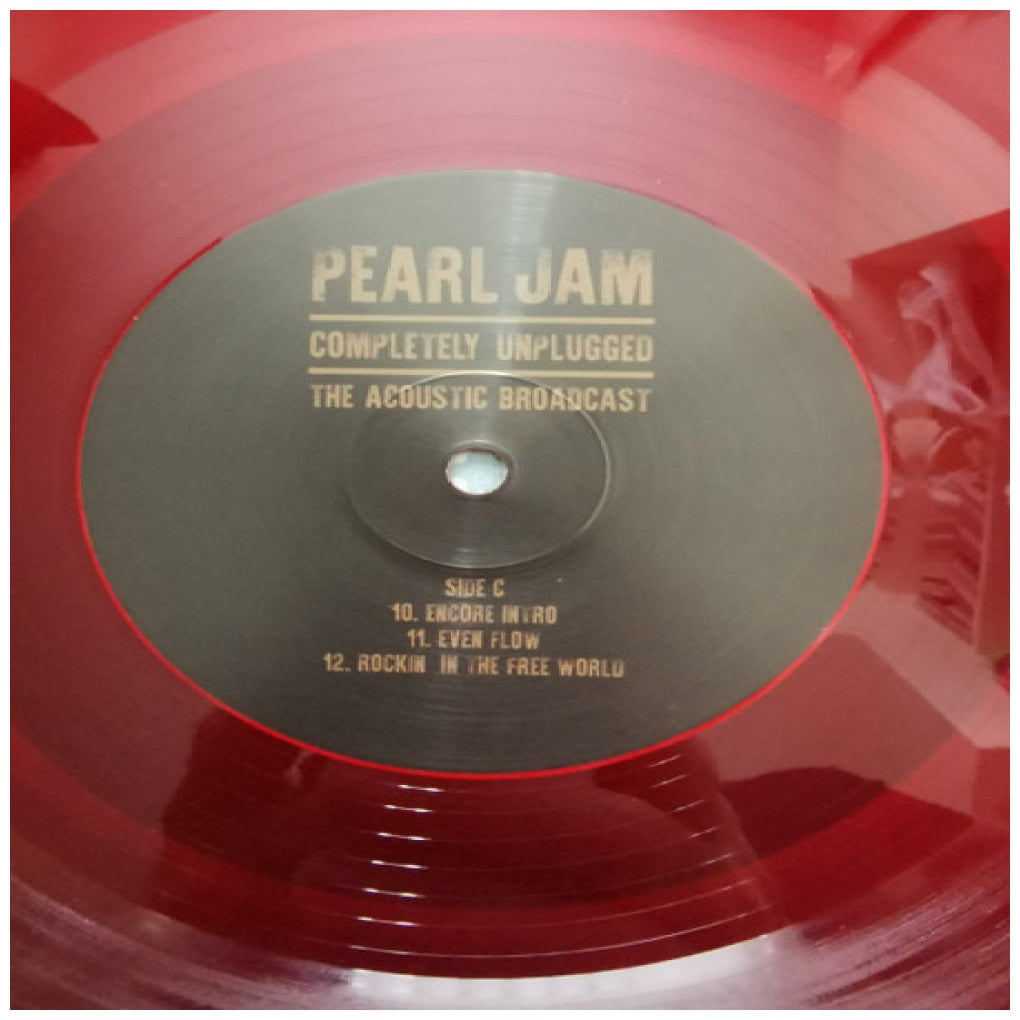 PEARL JAM
COMPLETELY UNPLUGGED
THE ACOUSTIC BROADCAST
SIDE C
10. ENCORE INTRO
11. EVEN FLOW
12. ROCKIN IN THE FREE WORLD